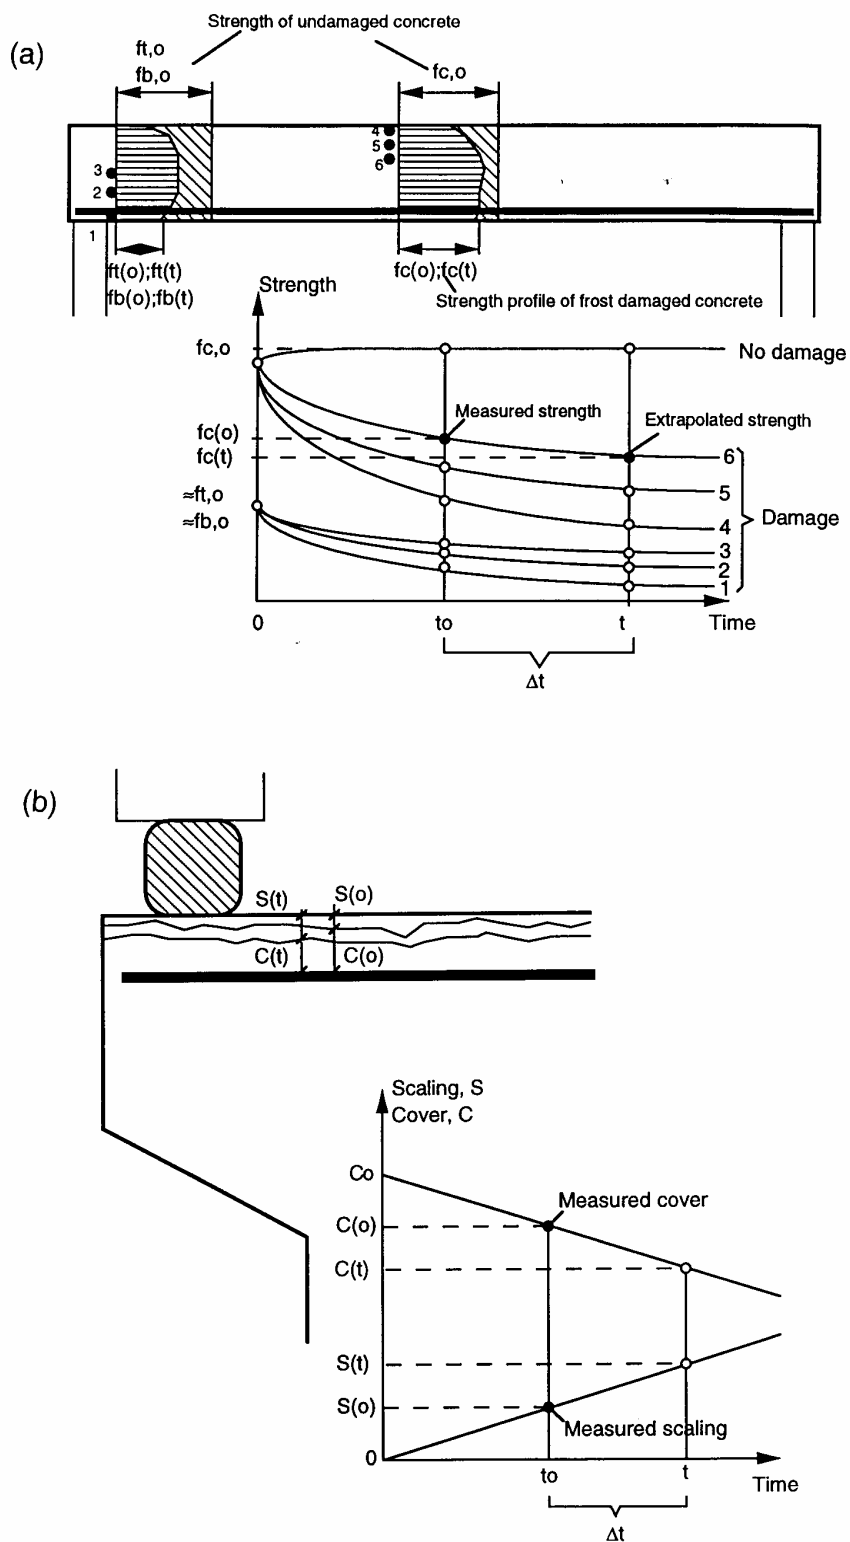 (a)
Strength of undamaged concrete
ft,o
fb,o
fc,o
4
5
6
3
2
1
ft(o);ft(t)
fb(o);fb(t)
fc(o);fc(t)
Strength profile of frost damaged concrete
Strength
fc,o
No damage
Measured strength
Extrapolated strength
fc(o)
fc(t)
6
≈ft,o
5
≈fb,o
4
Damage
3
2
1
0
to
t
Time
Δt
(b)
S(t)
S(o)
C(t)
C(o)
Scaling, S
Cover, C
Co
Measured cover
C(o)
C(t)
S(t)
S(o)
Measured scaling
0
to
t
Time
Δt